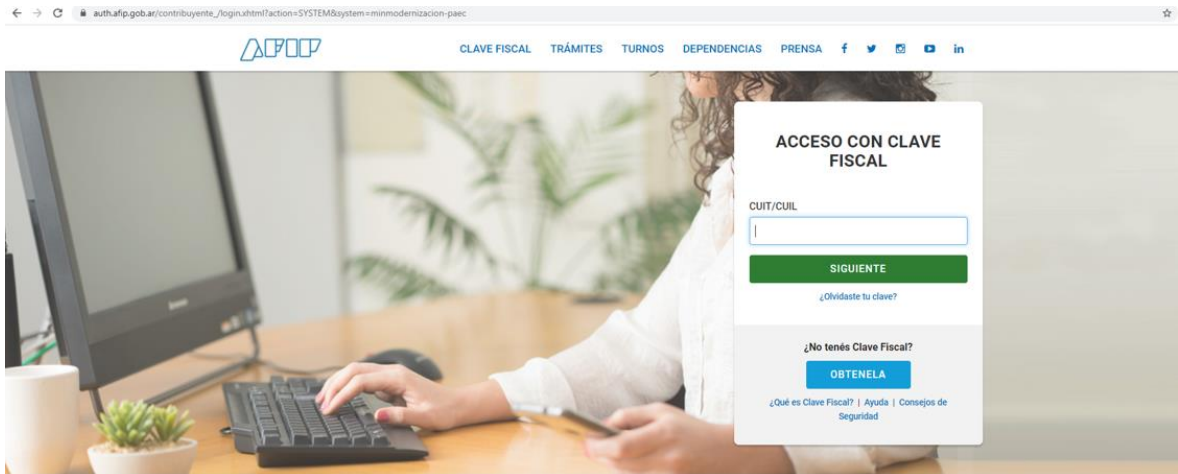 auth.afip.gob.ar/contribuyente_/login.xhtml?action=SYSTEM&system=minmodernizacion-paec
AFIP
CLAVE FISCAL TRÁMITES TURNOS DEPENDENCIAS PRENSA
ACCESO CON CLAVE
FISCAL
CUIT/CUIL
SIGUIENTE
¿Olvidaste tu clave?
¿No tenés Clave Fiscal?
OBTENELA
¿Qué es Clave Fiscal? | Ayuda | Consejos de
Seguridad